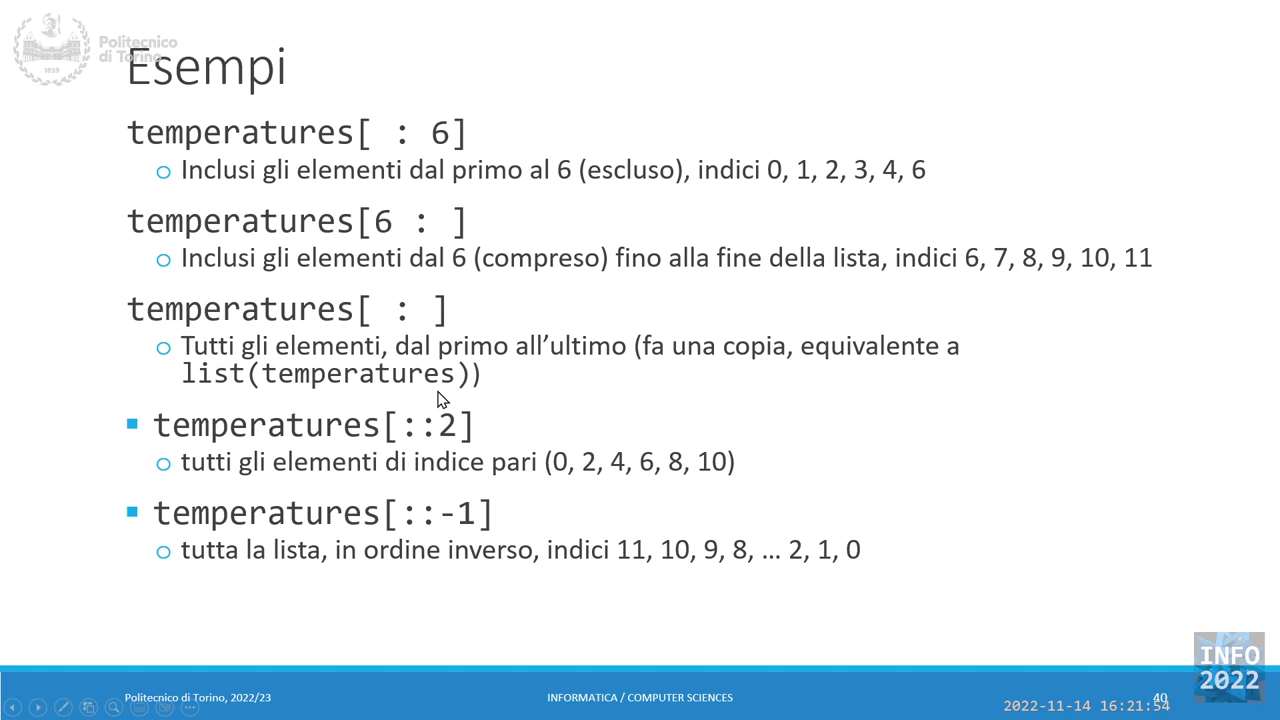 Politecnico
di Torino
1859
Esempi
temperatures[ : 6]
o Inclusi gli elementi dal primo al 6 (escluso), indici 0, 1, 2, 3, 4, 6
temperatures[6 : ]
o Inclusi gli elementi dal 6 (compreso) fino alla fine della lista, indici 6, 7, 8, 9, 10, 11
temperatures[ : ]
o Tutti gli elementi, dal primo all’ultimo (fa una copia, equivalente a
list(temperatures))
▪ temperatures[::2]
o tutti gli elementi di indice pari (0, 2, 4, 6, 8, 10)
▪ temperatures[::-1]
o tutta la lista, in ordine inverso, indici 11, 10, 9, 8, … 2, 1, 0
INFO
2022
Politecnico di Torino, 2022/23
INFORMATICA / COMPUTER SCIENCES
40
2022-11-14 16:21:54